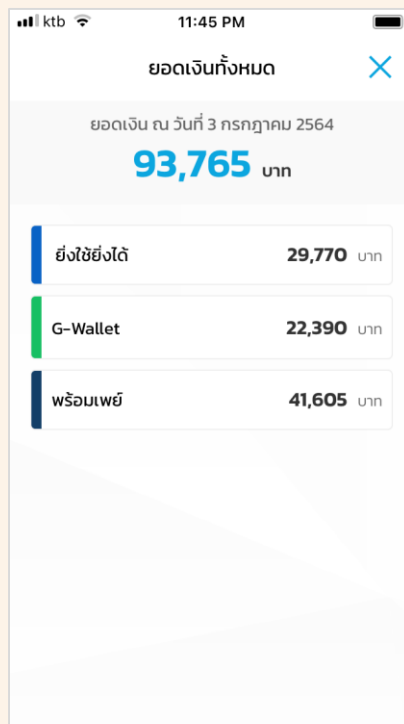 ktb 11:45 PM
ยอดเงินทั้งหมด
ยอดเงิน ณ วันที่ 3 กรกฎาคม 2564
93,765 บาท
ยิ่งใช้ยิ่งได้ 29,770 บาท
G-Wallet 22,390 บาท
พร้อมเพย์ 41,605 บาท